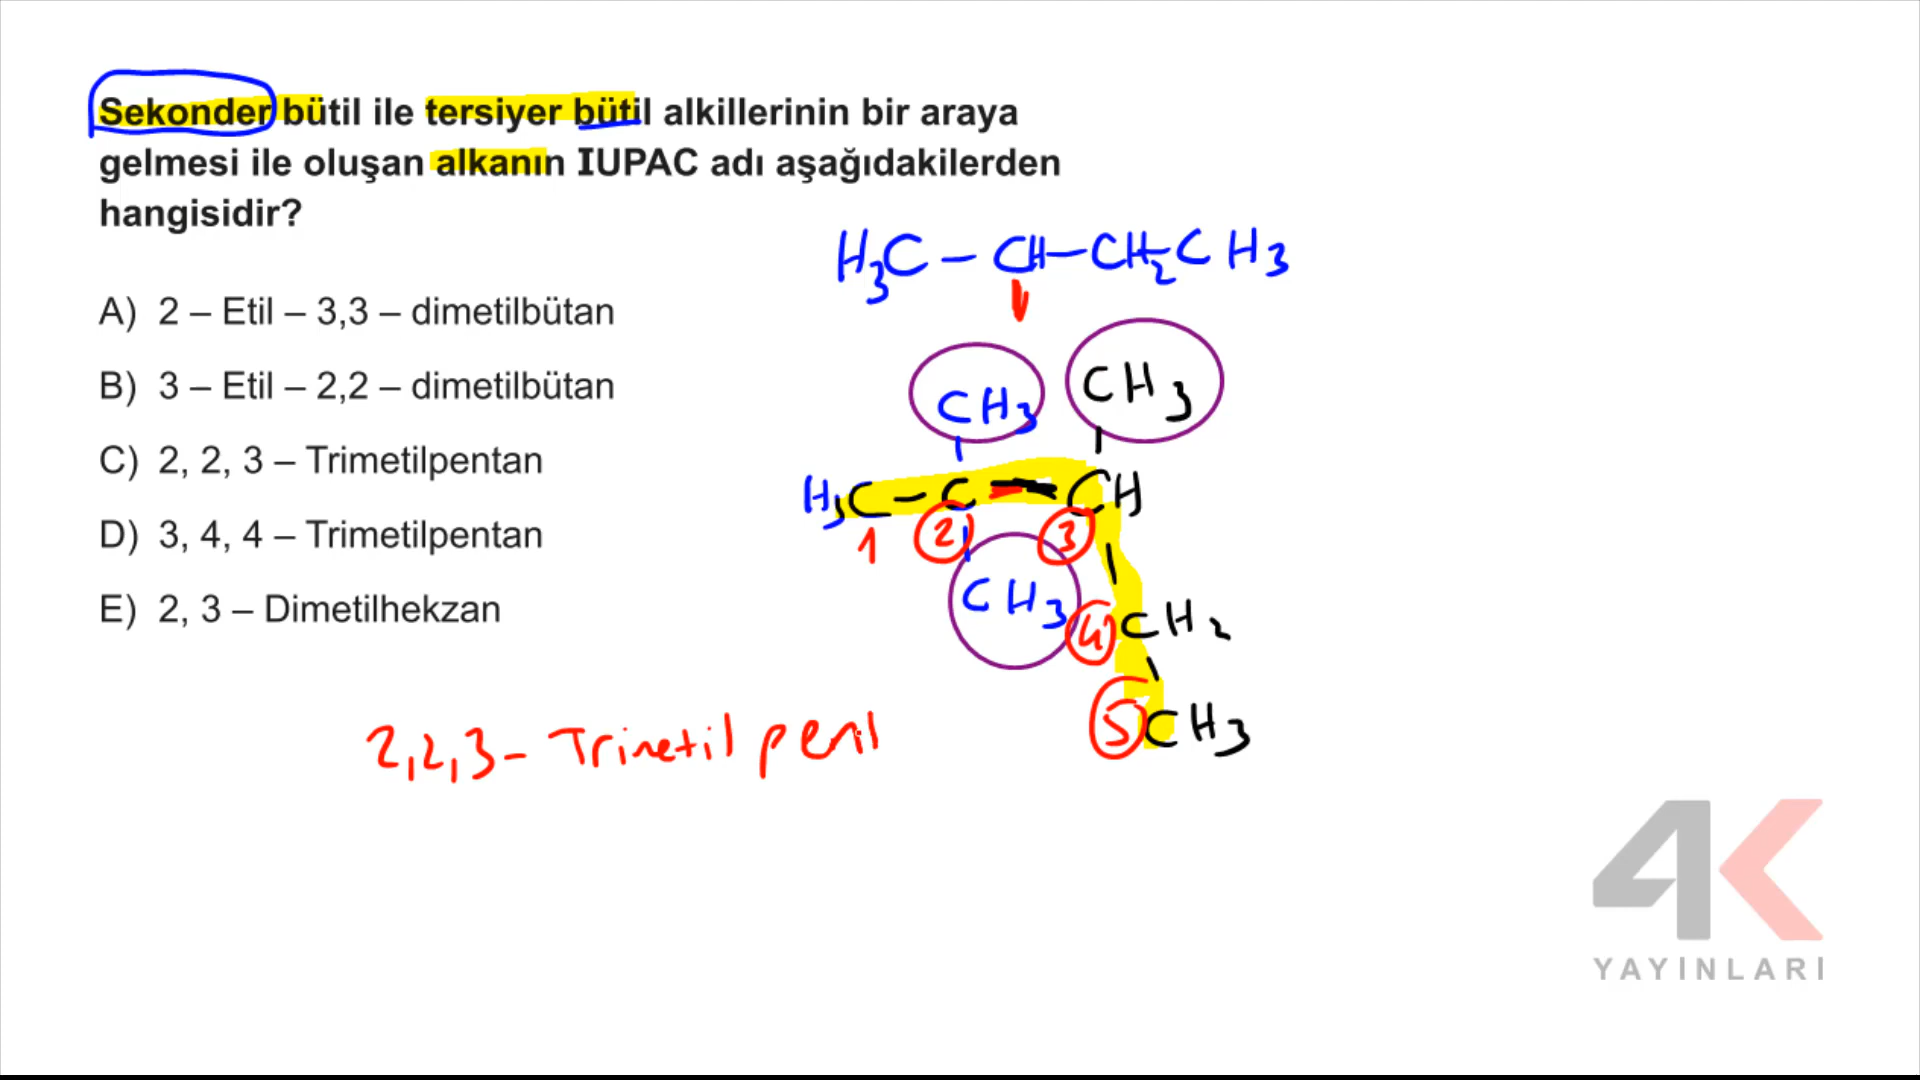 Sekonder bütil ile tersiyer bütil alkillerinin bir araya
gelmesi ile oluşan alkanın IUPAC adı aşağıdakilerden
hangisidir?
H3C – CH – CH2CH3
A) 2 – Etil – 3,3 – dimetilbütan
B) 3 – Etil – 2,2 – dimetilbütan
C) 2, 2, 3 – Trimetilpentan
D) 3, 4, 4 – Trimetilpentan
E) 2, 3 – Dimetilhekzan
CH3 CH3
H3C – C – CH
1 2 3
CH3 4 CH2
5 CH3
2,2,3 – Trimetil pent
4K
YAYINLARI